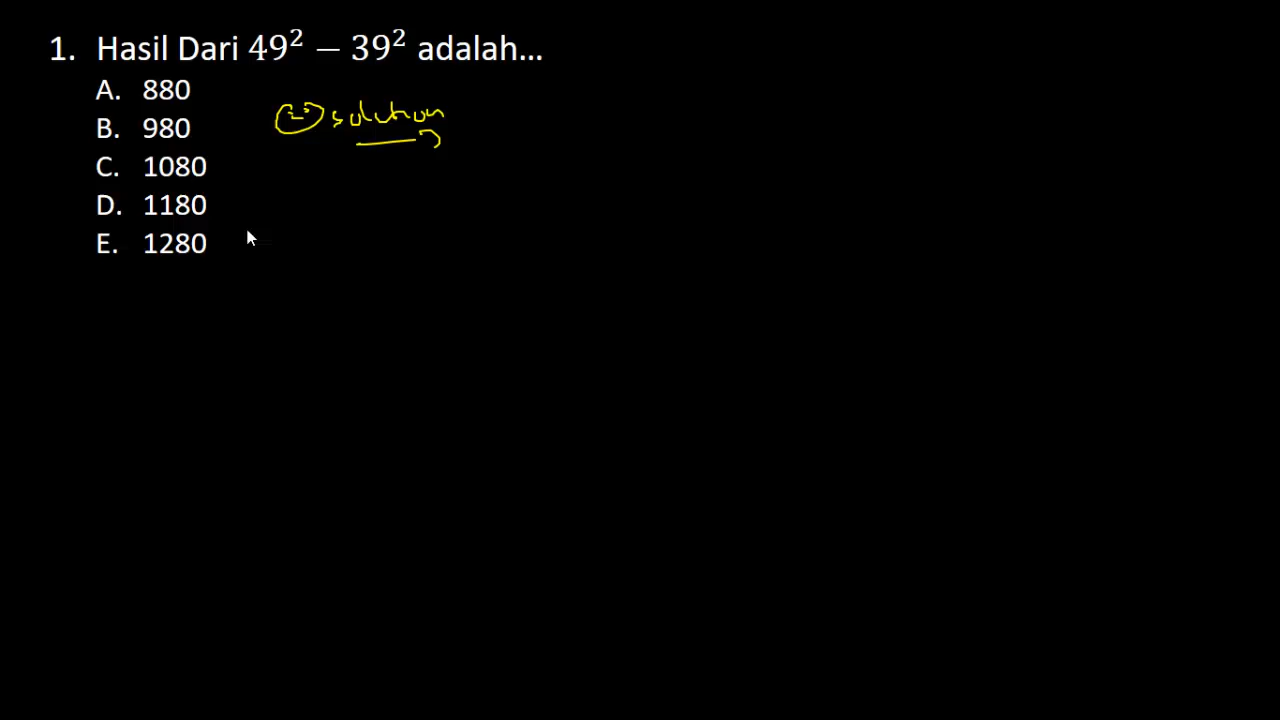 1. Hasil Dari 49² − 39² adalah...
A. 880
B. 980
solution
C. 1080
D. 1180
E. 1280